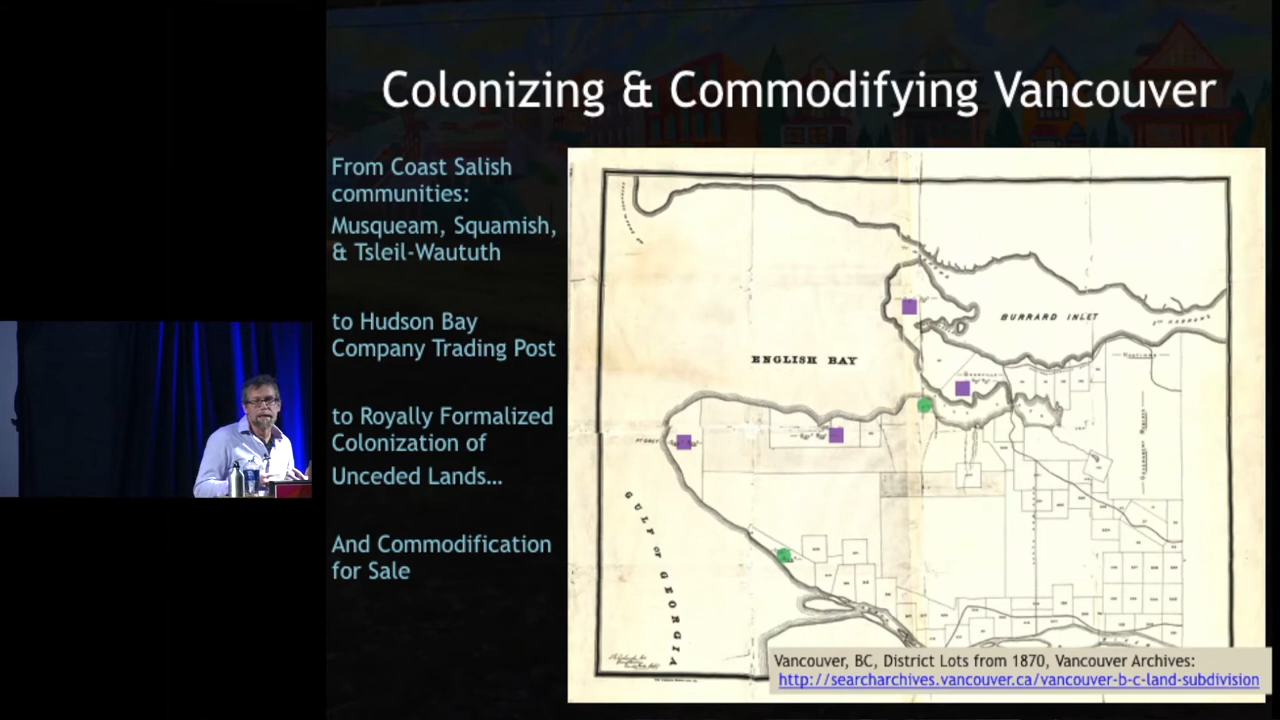 Colonizing & Commodifying Vancouver
From Coast Salish
communities:
Musqueam, Squamish,
& Tsleil-Waututh
to Hudson Bay
Company Trading Post
to Royally Formalized
Colonization of
Unceded Lands…
And Commodification
for Sale
ENGLISH BAY
BURRARD INLET
GULF OF GEORGIA
Vancouver, BC, District Lots from 1870, Vancouver Archives:
http://searcharchives.vancouver.ca/vancouver-b-c-land-subdivision